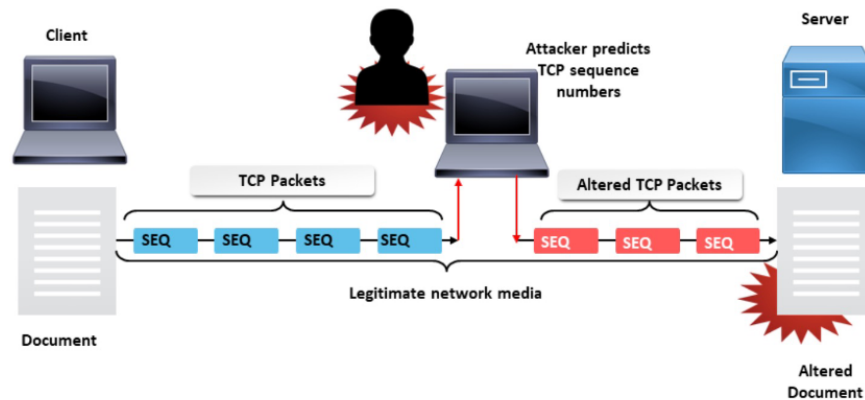 Client
Server
Attacker predicts
TCP sequence
numbers
TCP Packets
Altered TCP Packets
SEQ SEQ SEQ SEQ
SEQ SEQ SEQ
Legitimate network media
Document
Altered
Document